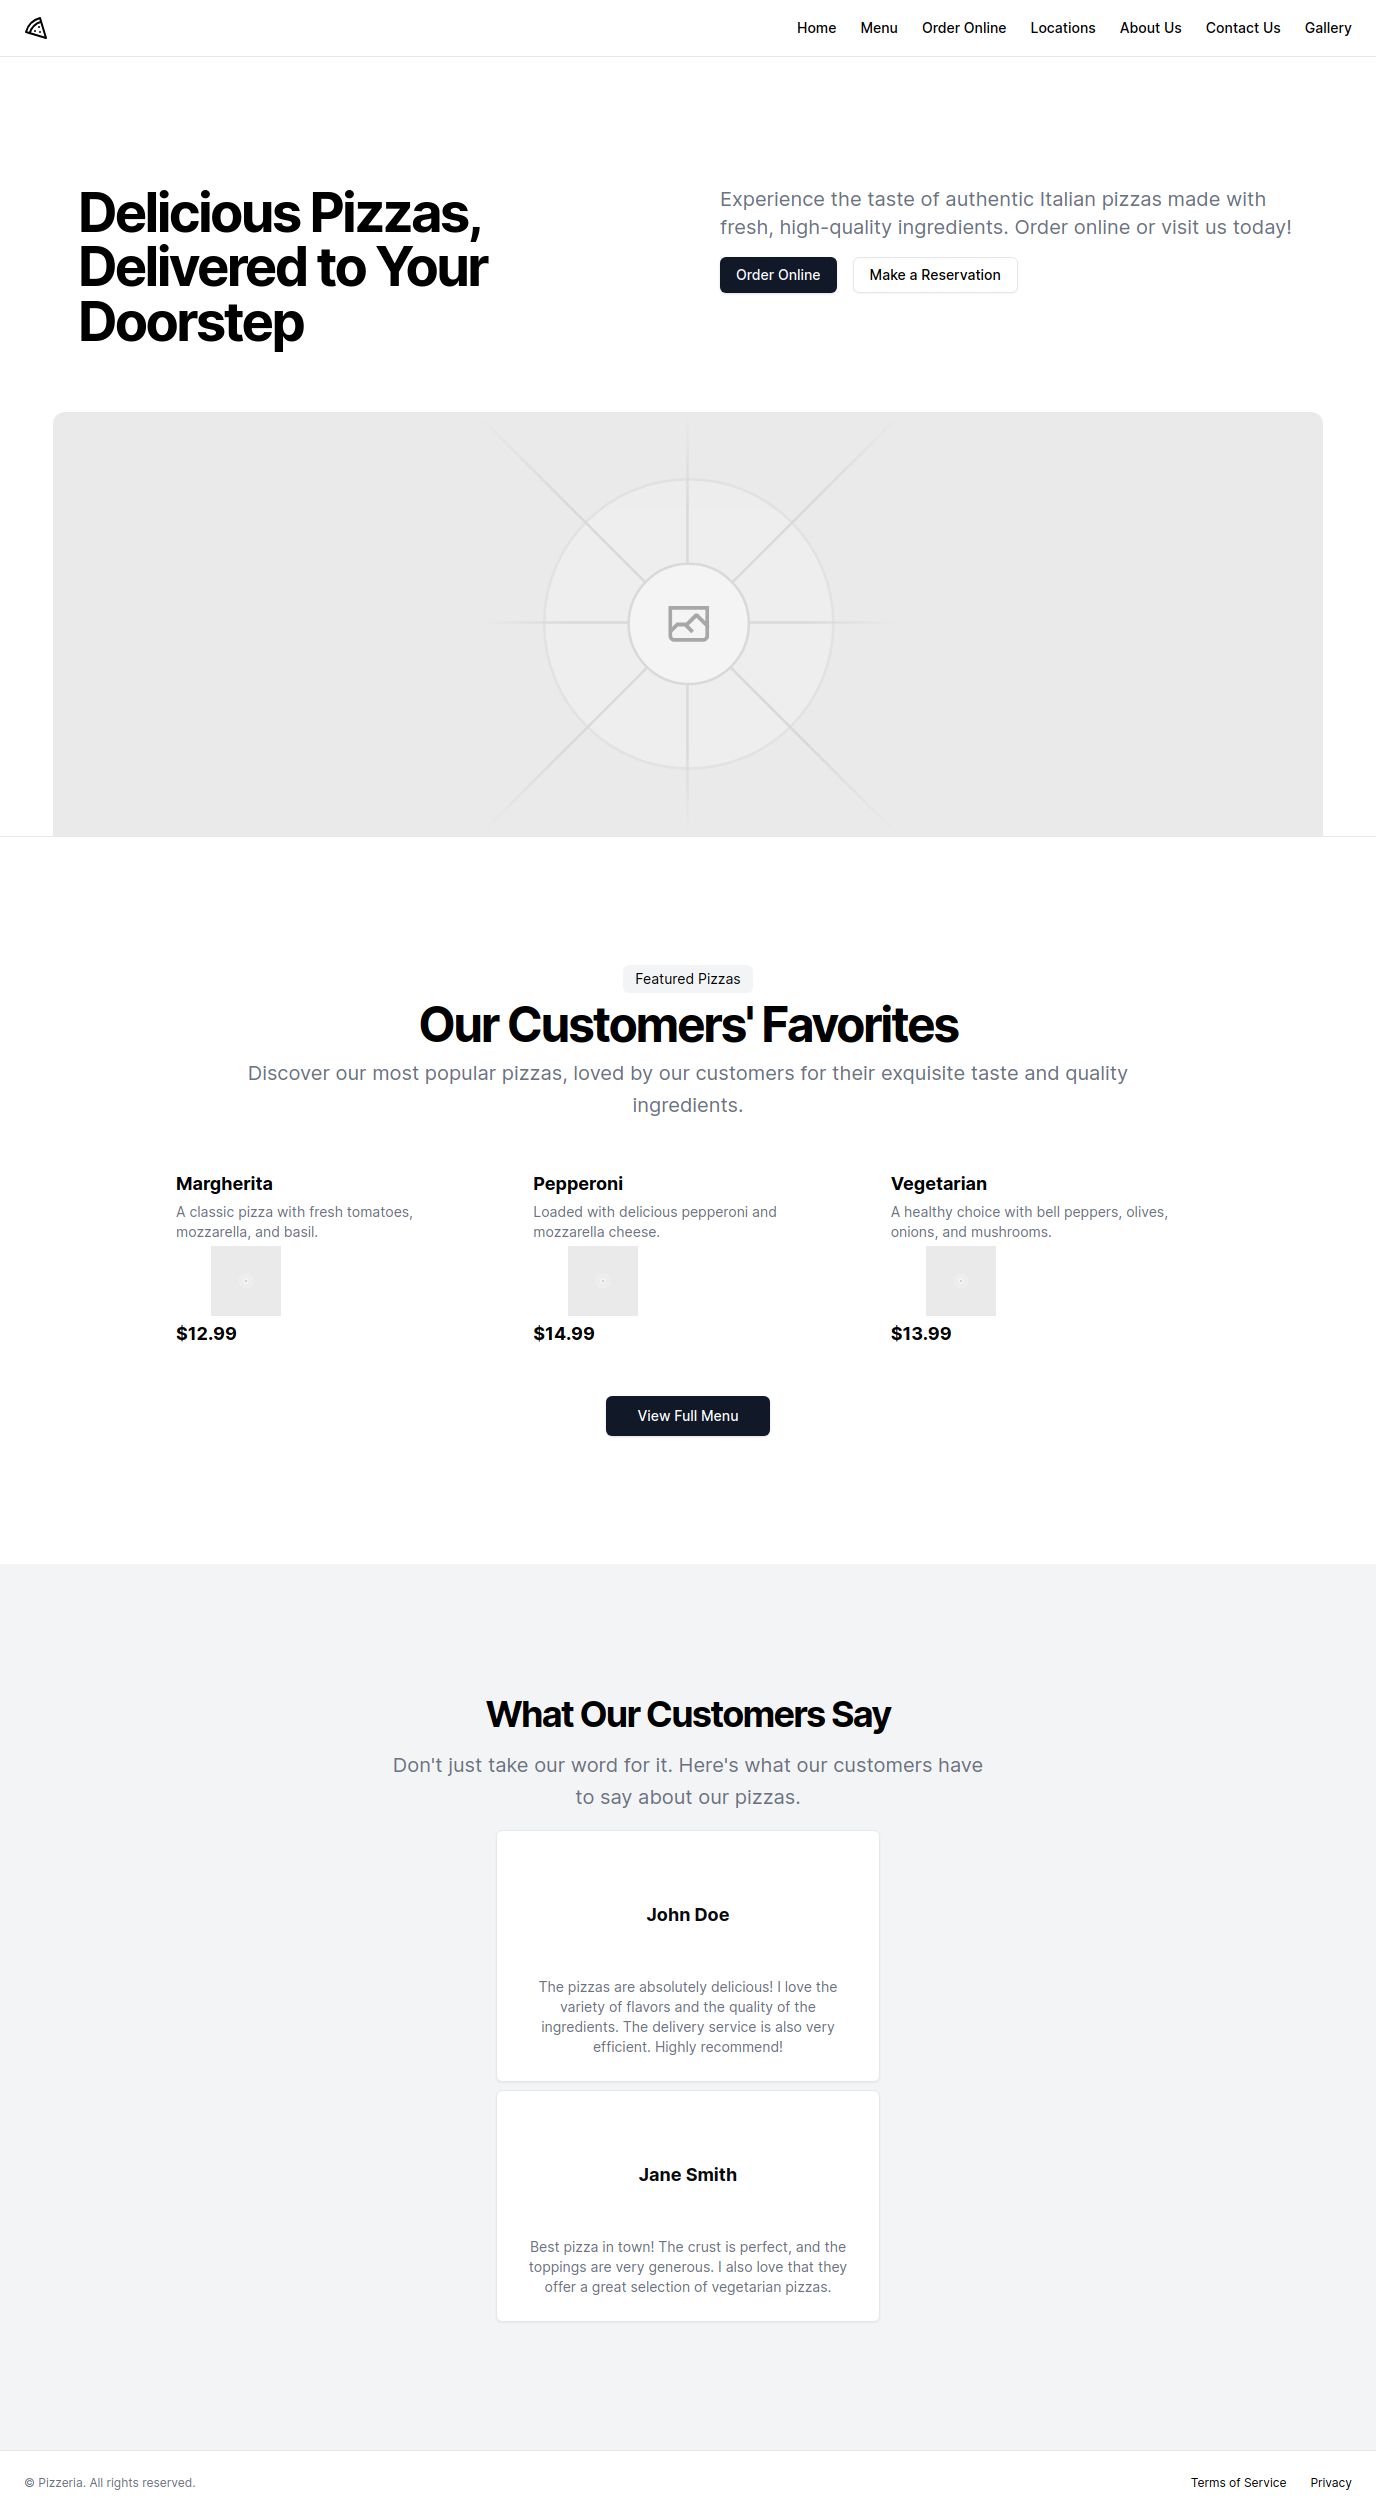 Home Menu Order Online Locations About Us Contact Us Gallery
Delicious Pizzas,
Delivered to Your
Doorstep
Experience the taste of authentic Italian pizzas made with
fresh, high-quality ingredients. Order online or visit us today!
Order Online Make a Reservation
Featured Pizzas
Our Customers' Favorites
Discover our most popular pizzas, loved by our customers for their exquisite taste and quality
ingredients.
Margherita
A classic pizza with fresh tomatoes,
mozzarella, and basil.
$12.99
Pepperoni
Loaded with delicious pepperoni and
mozzarella cheese.
$14.99
Vegetarian
A healthy choice with bell peppers, olives,
onions, and mushrooms.
$13.99
View Full Menu
What Our Customers Say
Don't just take our word for it. Here's what our customers have
to say about our pizzas.
John Doe
The pizzas are absolutely delicious! I love the
variety of flavors and the quality of the
ingredients. The delivery service is also very
efficient. Highly recommend!
Jane Smith
Best pizza in town! The crust is perfect, and the
toppings are very generous. I also love that they
offer a great selection of vegetarian pizzas.
© Pizzeria. All rights reserved.
Terms of Service Privacy